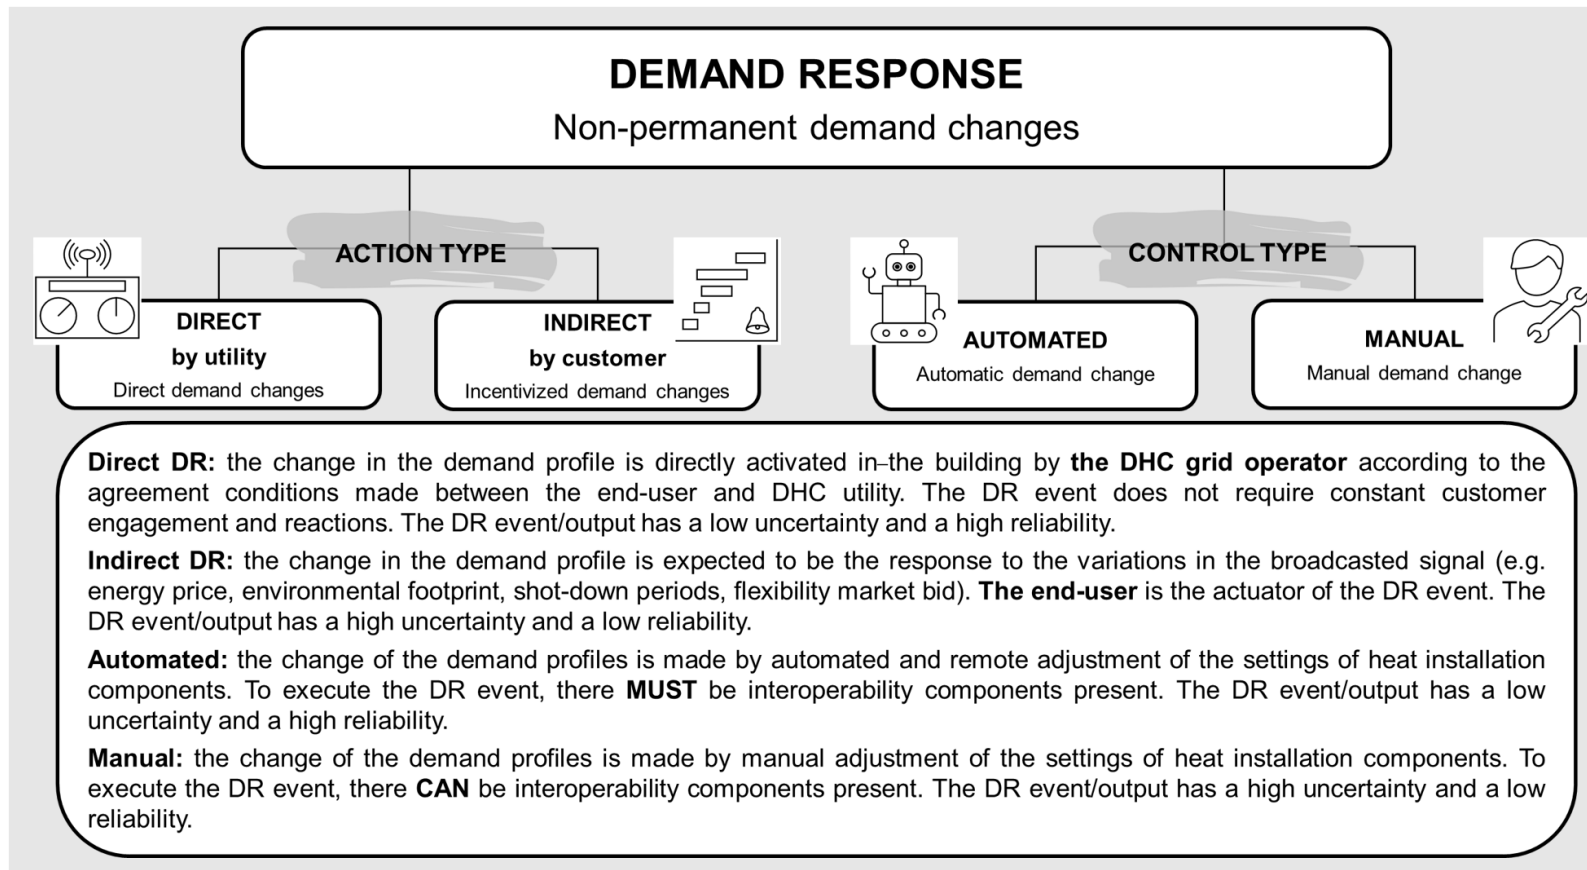 DEMAND RESPONSE
Non-permanent demand changes
ACTION TYPE
CONTROL TYPE
DIRECT
by utility
Direct demand changes
INDIRECT
by customer
Incentivized demand changes
AUTOMATED
Automatic demand change
MANUAL
Manual demand change
Direct DR: the change in the demand profile is directly activated in–the building by the DHC grid operator according to the
agreement conditions made between the end-user and DHC utility. The DR event does not require constant customer
engagement and reactions. The DR event/output has a low uncertainty and a high reliability.
Indirect DR: the change in the demand profile is expected to be the response to the variations in the broadcasted signal (e.g.
energy price, environmental footprint, shot-down periods, flexibility market bid). The end-user is the actuator of the DR event. The
DR event/output has a high uncertainty and a low reliability.
Automated: the change of the demand profiles is made by automated and remote adjustment of the settings of heat installation
components. To execute the DR event, there MUST be interoperability components present. The DR event/output has a low
uncertainty and a high reliability.
Manual: the change of the demand profiles is made by manual adjustment of the settings of heat installation components. To
execute the DR event, there CAN be interoperability components present. The DR event/output has a high uncertainty and a low
reliability.